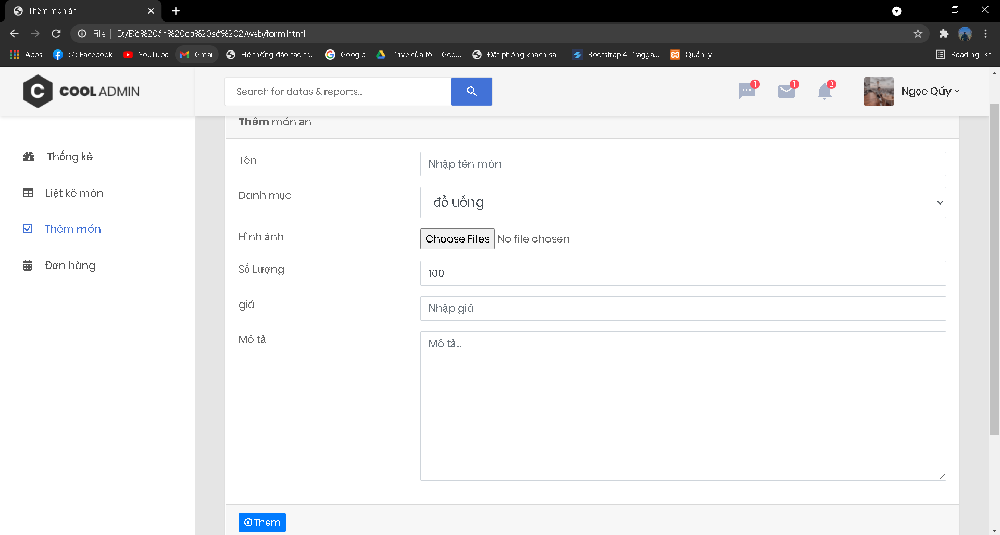 Thêm món ăn
File
D:/Đồ%20án%20cơ%20sở%202/web/form.html
Apps
(7) Facebook
YouTube
Gmail
Hệ thống đào tạo tr...
Google
Drive của tôi - Goo...
Đặt phòng khách sạ...
Bootstrap 4 Dragga...
Quản lý
Reading list
C COOL ADMIN
Search for datas & reports...
1
1
3
Ngọc Qúy
Thống kê
Liệt kê món
Thêm món
Đơn hàng
Thêm món ăn
Tên
Nhập tên món
Danh mục
đồ uống
Hình ảnh
Choose Files No file chosen
Số Lượng
100
giá
Nhập giá
Mô tả
Mô tả...
Thêm